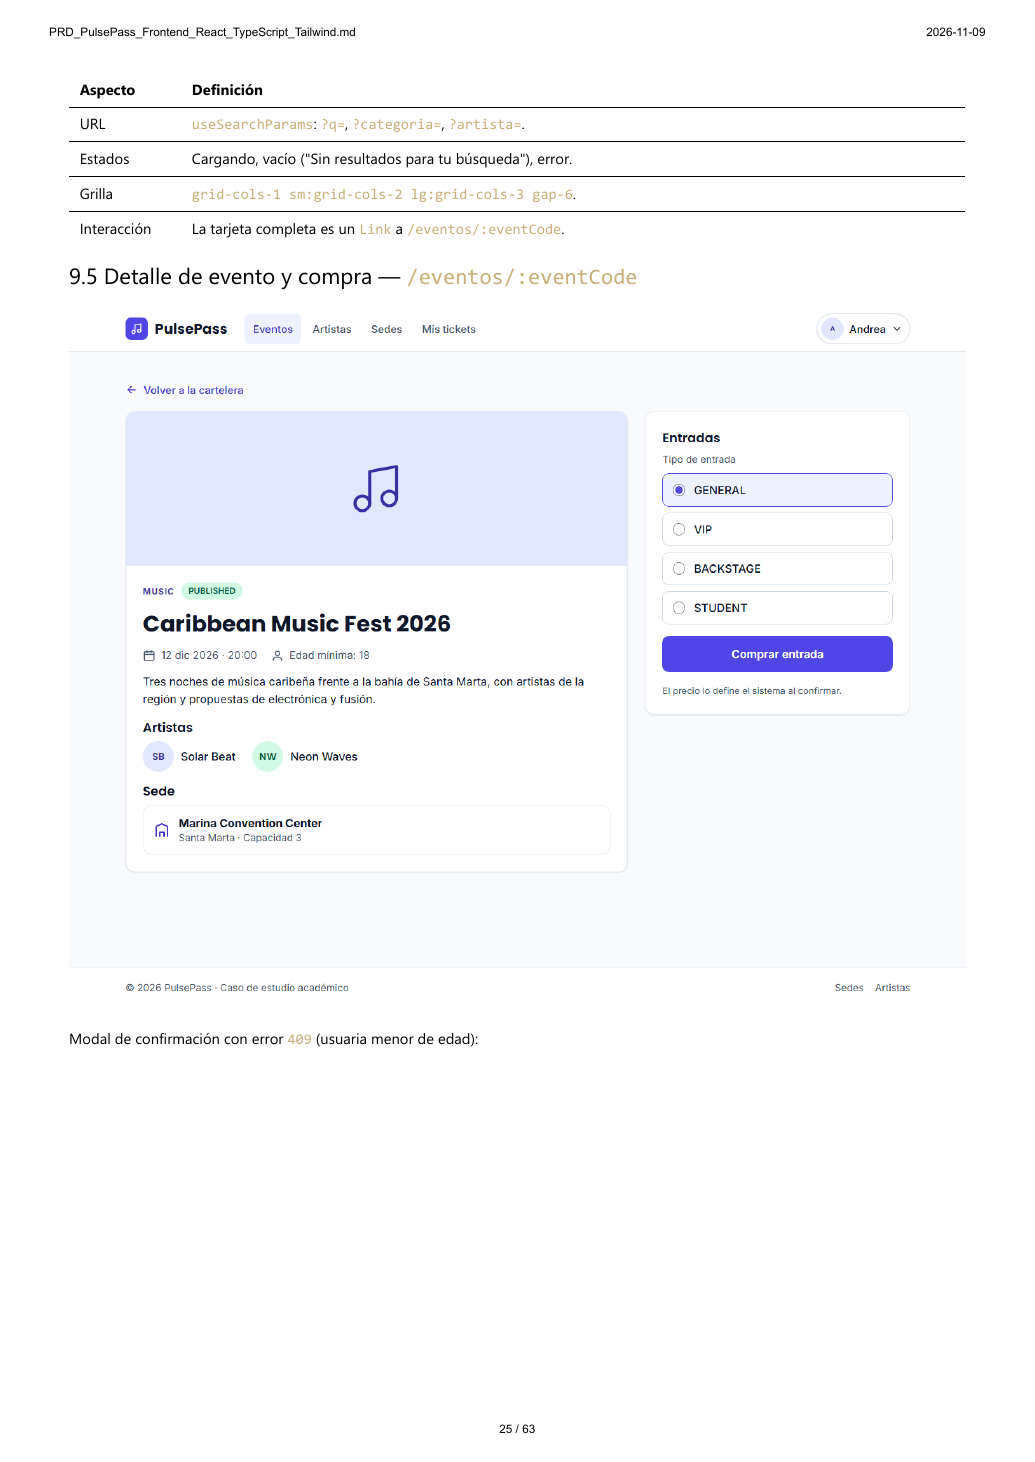 PRD_PulsePass_Frontend_React_TypeScript_Tailwind.md 2026-11-09
Aspecto Definición
URL useSearchParams: ?q=, ?categoria=, ?artista=.
Estados Cargando, vacío ("Sin resultados para tu búsqueda"), error.
Grilla grid-cols-1 sm:grid-cols-2 lg:grid-cols-3 gap-6.
Interacción La tarjeta completa es un Link a /eventos/:eventCode.
9.5 Detalle de evento y compra — /eventos/:eventCode
PulsePass Eventos Artistas Sedes Mis tickets A Andrea
← Volver a la cartelera
MUSIC PUBLISHED
Caribbean Music Fest 2026
12 dic 2026 · 20:00 Edad mínima: 18
Tres noches de música caribeña frente a la bahía de Santa Marta, con artistas de la
región y propuestas de electrónica y fusión.
Artistas
SB Solar Beat NW Neon Waves
Sede
Marina Convention Center
Santa Marta · Capacidad 3
Entradas
Tipo de entrada
GENERAL
VIP
BACKSTAGE
STUDENT
Comprar entrada
El precio lo define el sistema al confirmar.
© 2026 PulsePass · Caso de estudio académico Sedes Artistas
Modal de confirmación con error 409 (usuaria menor de edad):
25 / 63